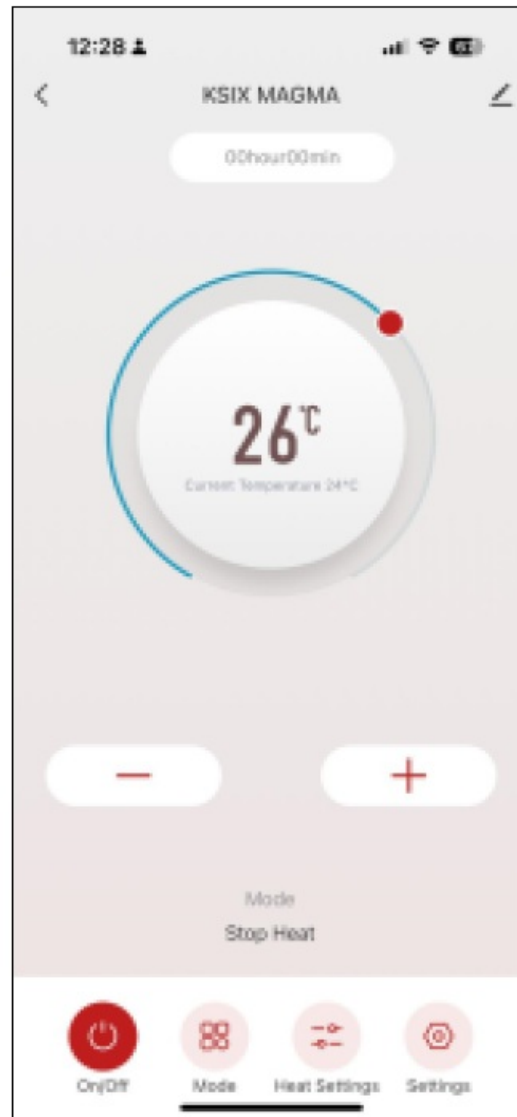 12:28
KSIX MAGMA
00hour00min
26°C
Current Temperature 24°C
Mode
Stop Heat
On/Off
Mode
Heat Settings
Settings